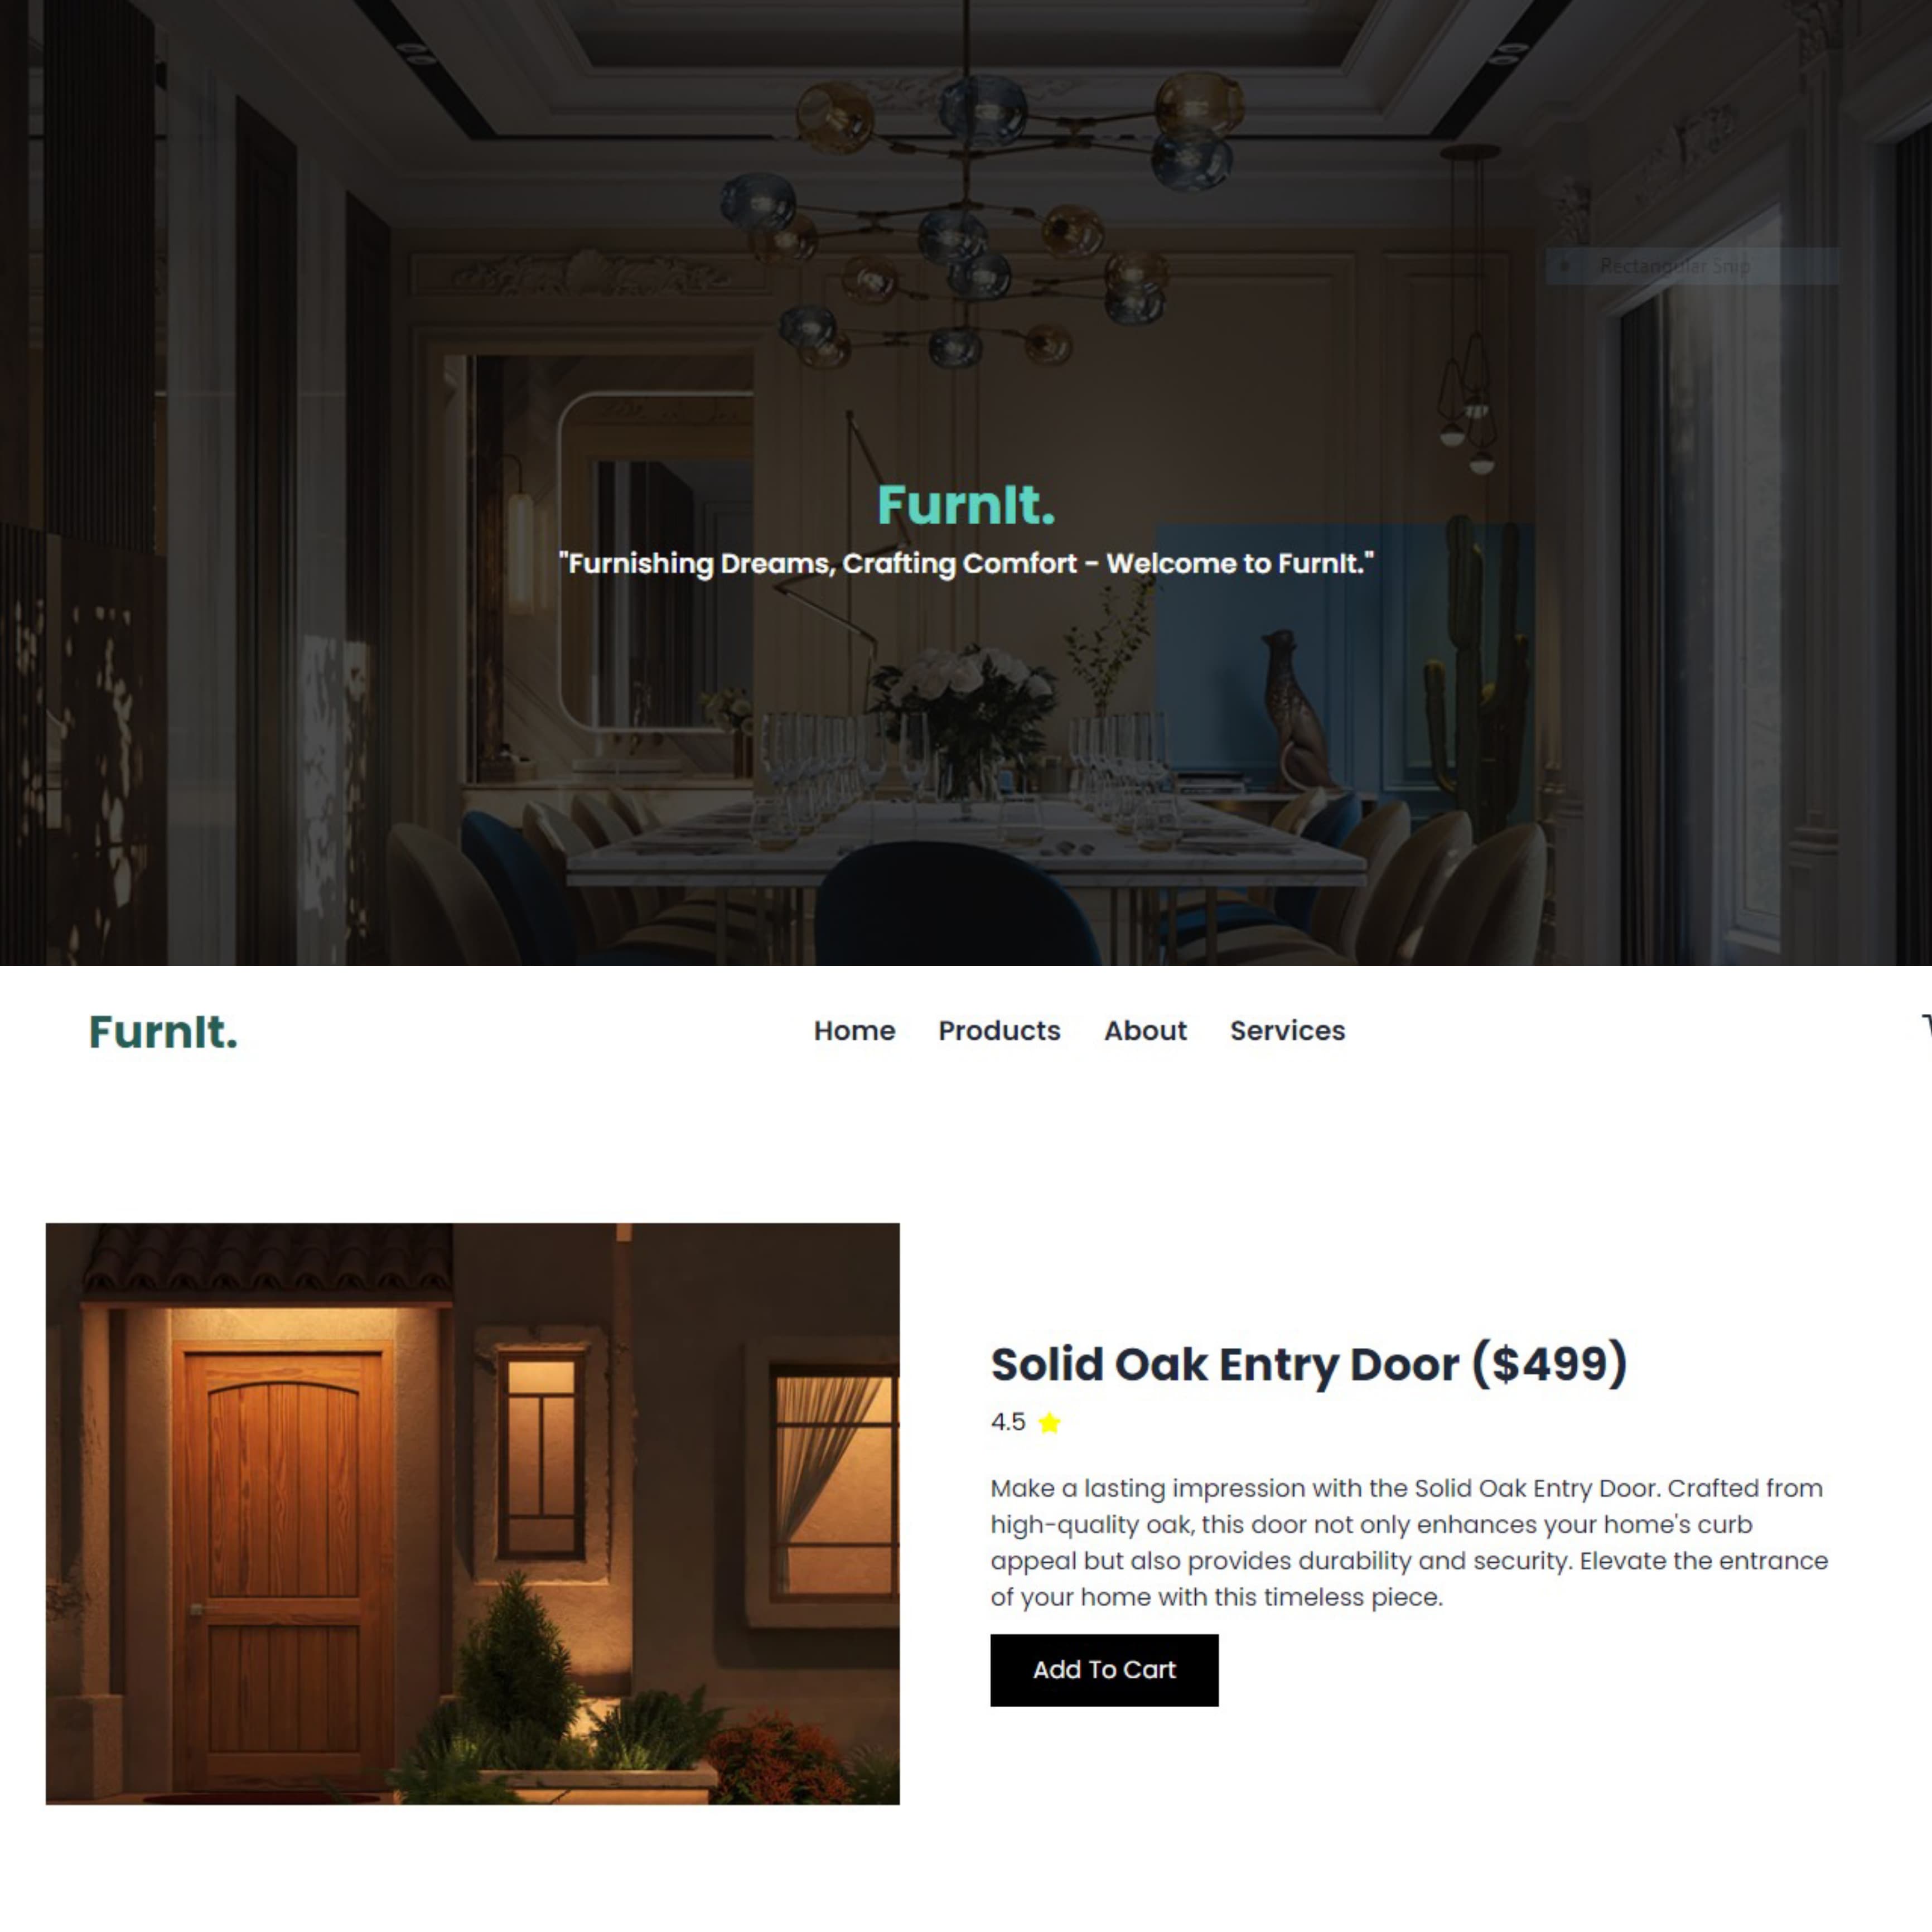 Rectangular Snip
FurnIt.
"Furnishing Dreams, Crafting Comfort - Welcome to FurnIt."
FurnIt.
Home Products About Services
Solid Oak Entry Door ($499)
4.5
Make a lasting impression with the Solid Oak Entry Door. Crafted from
high-quality oak, this door not only enhances your home's curb
appeal but also provides durability and security. Elevate the entrance
of your home with this timeless piece.
Add To Cart